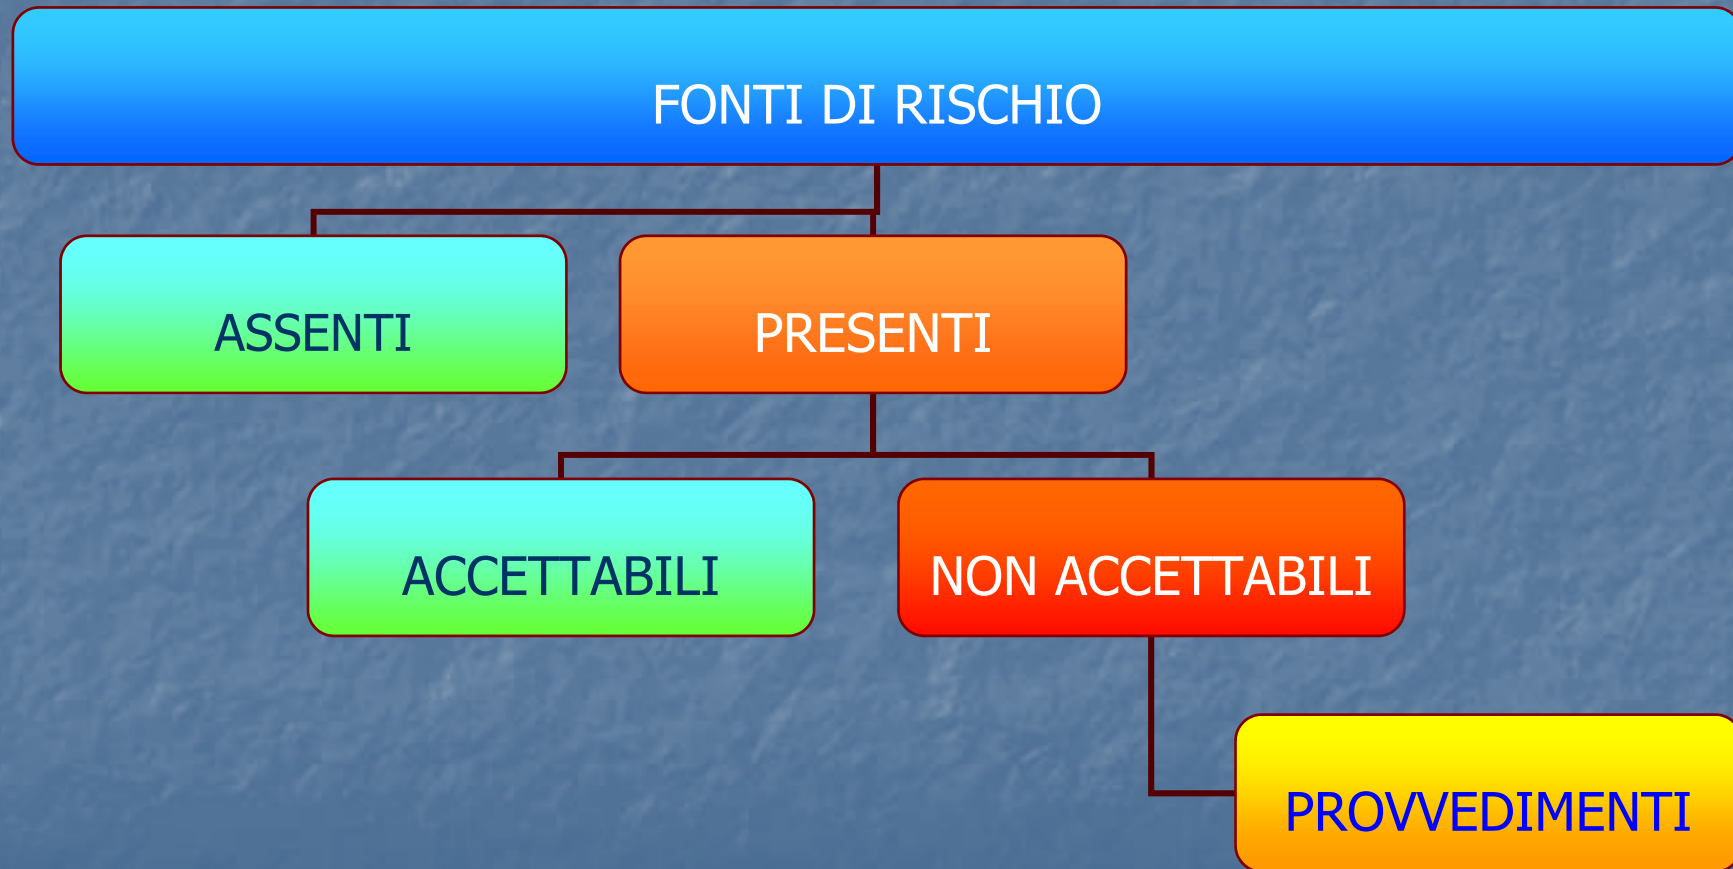 FONTI DI RISCHIO
ASSENTI
PRESENTI
ACCETTABILI
NON ACCETTABILI
PROVVEDIMENTI